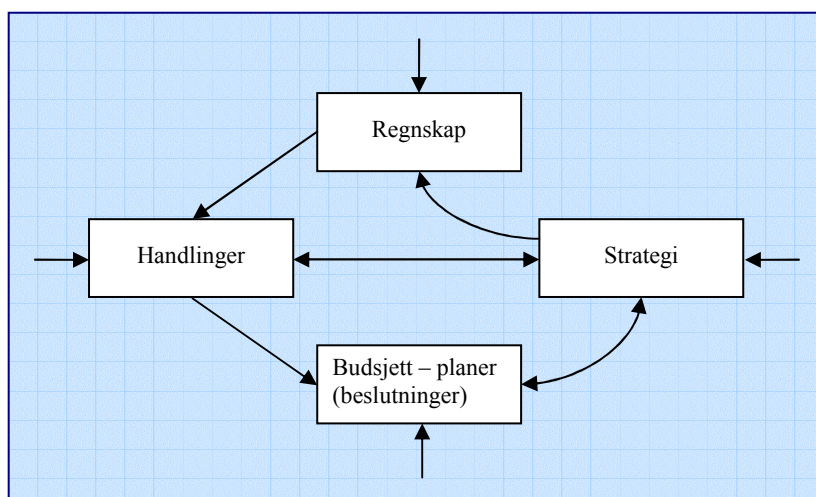 Regnskap
Handlinger
Strategi
Budsjett – planer
(beslutninger)